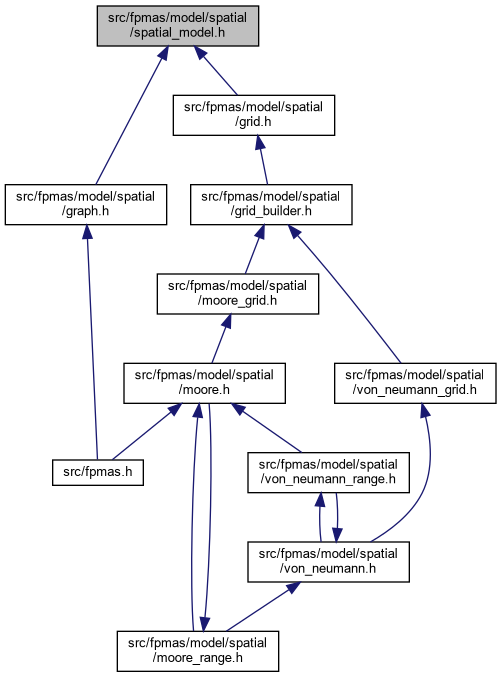 src/fpmas/model/spatial
/spatial_model.h
src/fpmas/model/spatial
/grid.h
src/fpmas/model/spatial
/graph.h
src/fpmas/model/spatial
/grid_builder.h
src/fpmas/model/spatial
/moore_grid.h
src/fpmas/model/spatial
/moore.h
src/fpmas/model/spatial
/von_neumann_grid.h
src/fpmas.h
src/fpmas/model/spatial
/von_neumann_range.h
src/fpmas/model/spatial
/von_neumann.h
src/fpmas/model/spatial
/moore_range.h